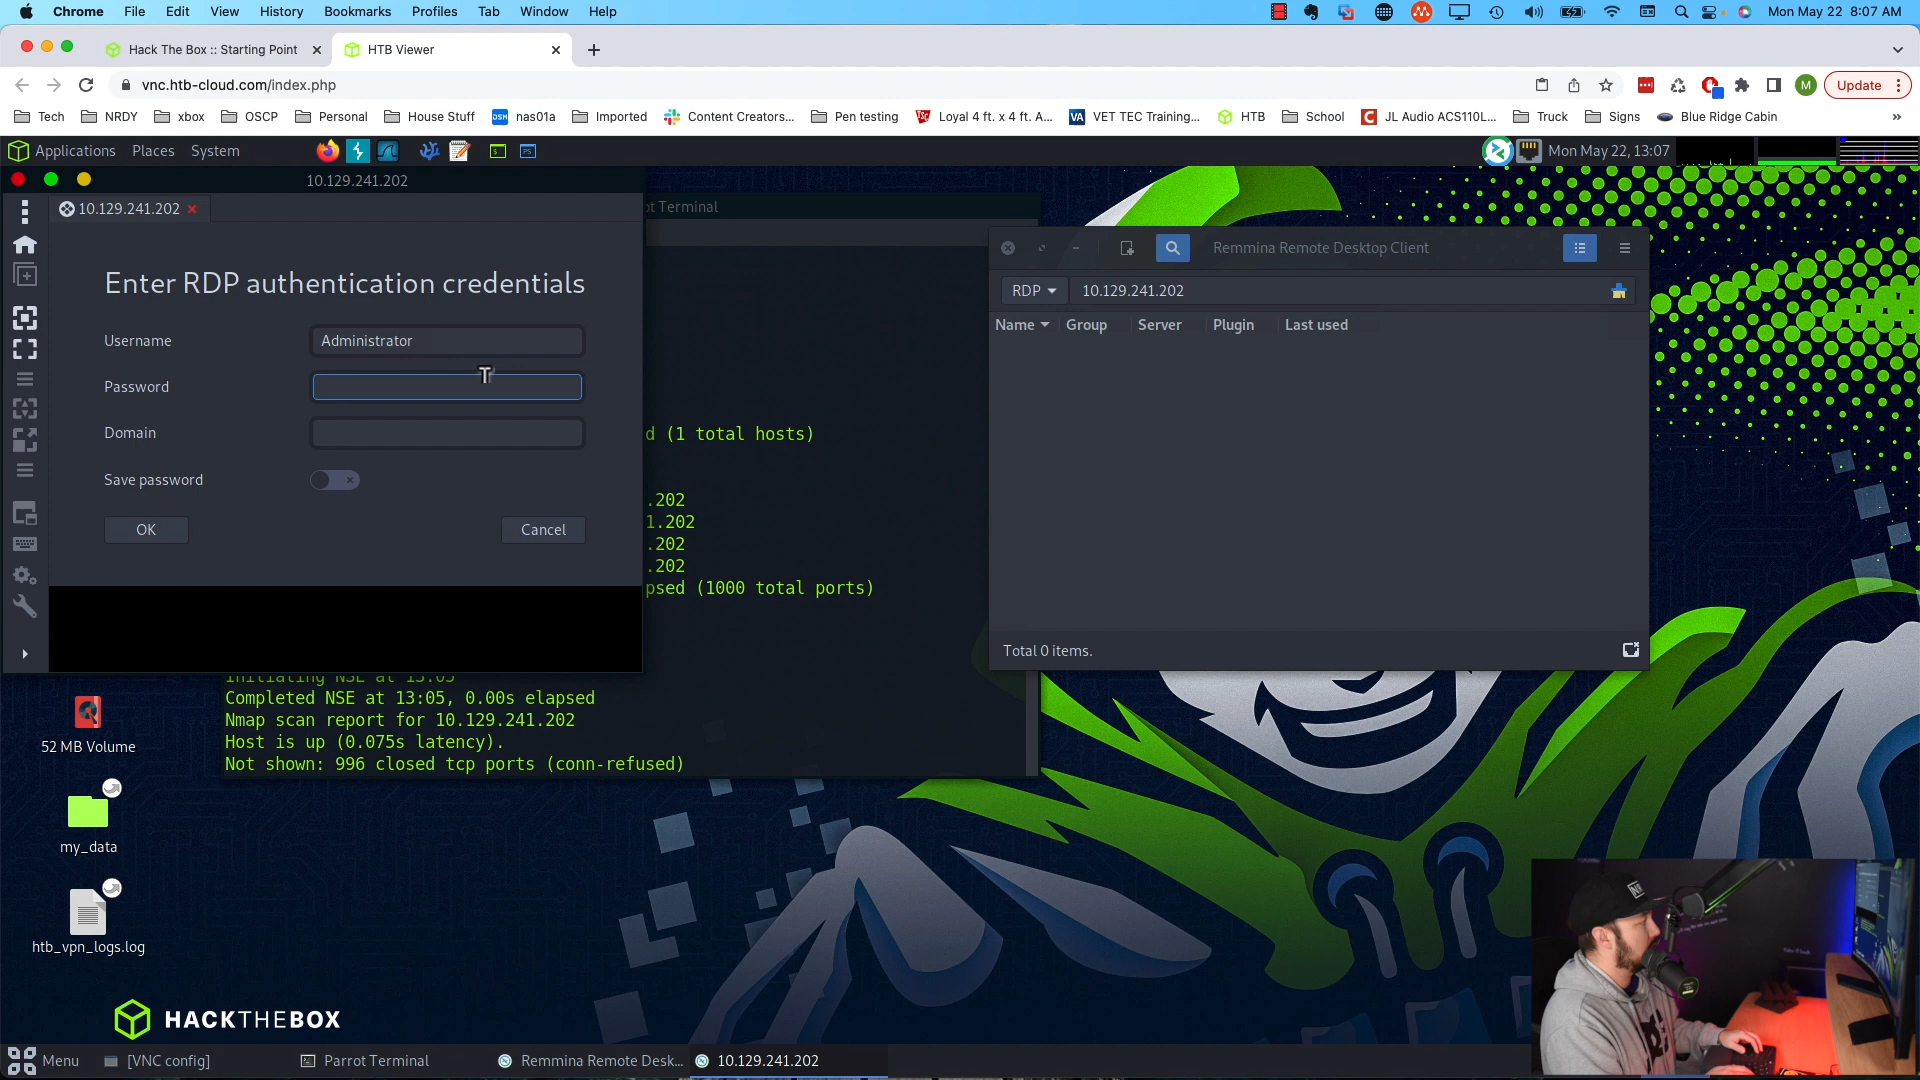 Chrome File Edit View History Bookmarks Profiles Tab Window Help Mon May 22 8:07 AM
Hack The Box :: Starting Point HTB Viewer
vnc.htb-cloud.com/index.php M Update
Tech NRDY xbox OSCP Personal House Stuff nas01a Imported Content Creators... Pen testing Loyal 4 ft. x 4 ft. A... VET TEC Training... HTB School JL Audio ACS110L... Truck Signs Blue Ridge Cabin »
Applications Places System Mon May 22, 13:07
10.129.241.202
10.129.241.202
ot Terminal
Remmina Remote Desktop Client
Enter RDP authentication credentials
RDP 10.129.241.202
Name Group Server Plugin Last used
Username Administrator
Password
Domain
Save password
OK Cancel
d (1 total hosts)
.202
1.202
.202
.202
psed (1000 total ports)
Total 0 items.
Initiating NSE at 13:05
Completed NSE at 13:05, 0.00s elapsed
Nmap scan report for 10.129.241.202
Host is up (0.075s latency).
Not shown: 996 closed tcp ports (conn-refused)
52 MB Volume
my_data
htb_vpn_logs.log
HACKTHEBOX
Menu [VNC config] Parrot Terminal Remmina Remote Desk... 10.129.241.202